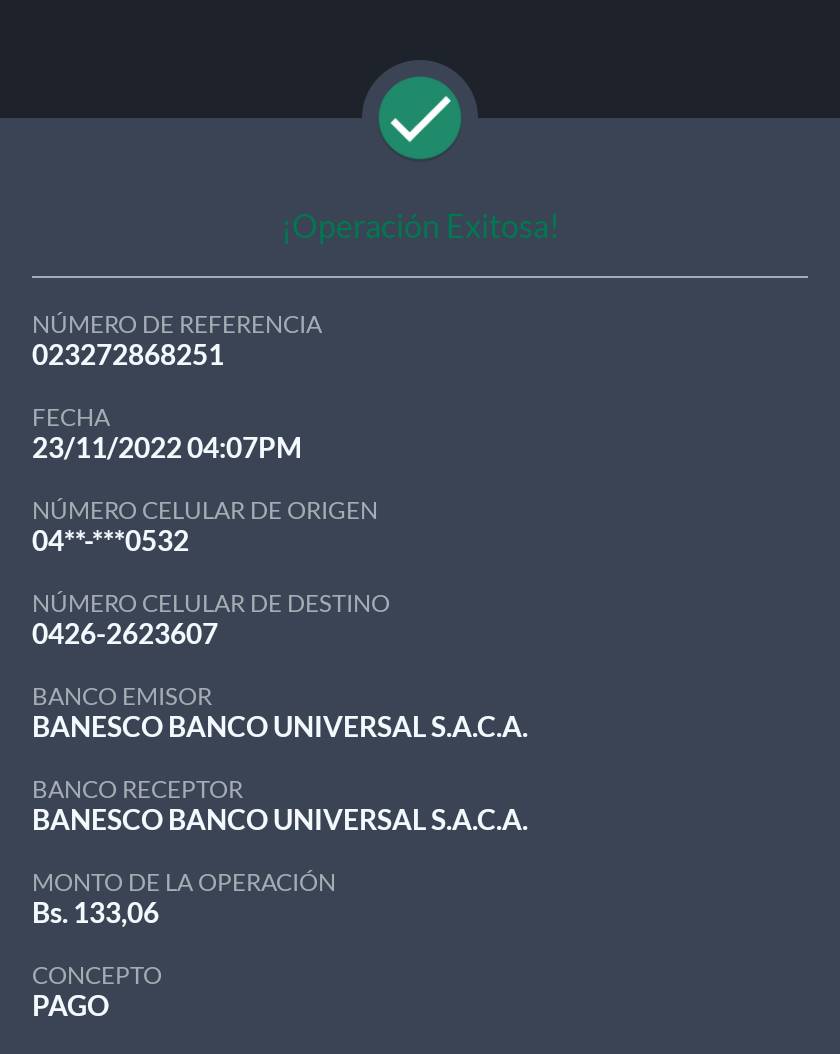 ¡Operación Exitosa!
NÚMERO DE REFERENCIA
023272868251
FECHA
23/11/2022 04:07PM
NÚMERO CELULAR DE ORIGEN
04**-***0532
NÚMERO CELULAR DE DESTINO
0426-2623607
BANCO EMISOR
BANESCO BANCO UNIVERSAL S.A.C.A.
BANCO RECEPTOR
BANESCO BANCO UNIVERSAL S.A.C.A.
MONTO DE LA OPERACIÓN
Bs. 133,06
CONCEPTO
PAGO